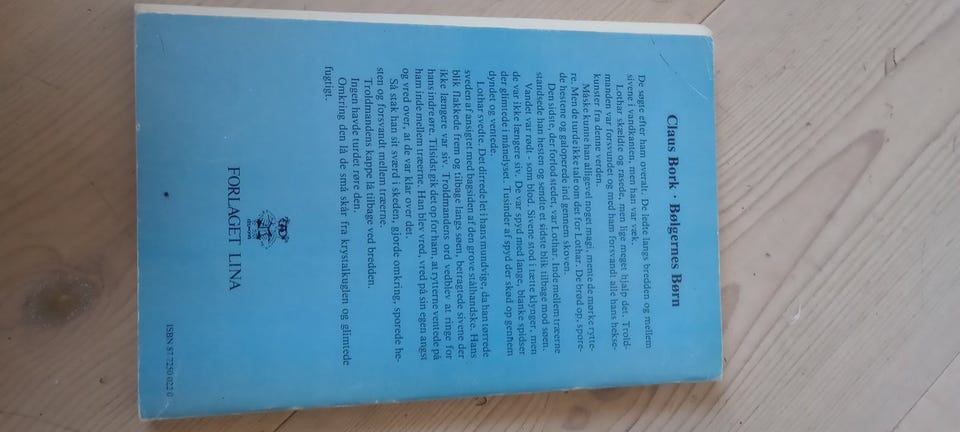 Claus Bork · Bølgernes Børn
De søgte efter ham overalt. De ledte langs bredden og mellem
sivene i vandkanten, men han var væk.
Lothar skældte og rasede, men lige meget hjalp det. Trold-
manden var forsvundet og med ham forsvandt alle hans hekse-
kunster fra deene verden.
Måske kunne han alligevel noget magi, mente de mørke rytte-
re. Men de turde ikke tale om det for Lothar. De brød op, spore-
de hestene og galoperede ind gennem skoven.
Den sidste, der forlod stedet, var Lothar. Inde mellem træerne
standsede han hesten og sendte et sidste blik tilbage mod søen.
Vandet var rødt - som blod. Sivene stod i tætte klynger, men
de var ikke længere siv. De var spyd med lange, blanke spidser
der glimtede i månelyset. Tusinder af spyd der skød op gennem
dyndet og ventede.
Lothar svedte. Det dirrede let i hans mundvige, da han tørrede
sveden af ansigtet med bagsiden af den grove stålhandske. Hans
blik flakkede frem og tilbage langs søen, betragtede sivene der
ikke længere var siv. Troldmandens ord vedblev at ringe for
hans indre øre. Tilsidst gik det op for ham, at rytterne ventede på
ham inde mellem træerne. Han blev vred, vred på sin egen angst
og vred over, at de var klar over det.
Så stak han sit sværd i skeden, gjorde omkring, sporede he-
sten og forsvandt mellem træerne.
Troldmandens kappe lå tilbage ved bredden.
Ingen havde turdet røre den.
Omkring den lå de små skår fra krystalkuglen og glimtede
fugtigt.
FORLAGET LINA
ISBN 87 7250 022 0